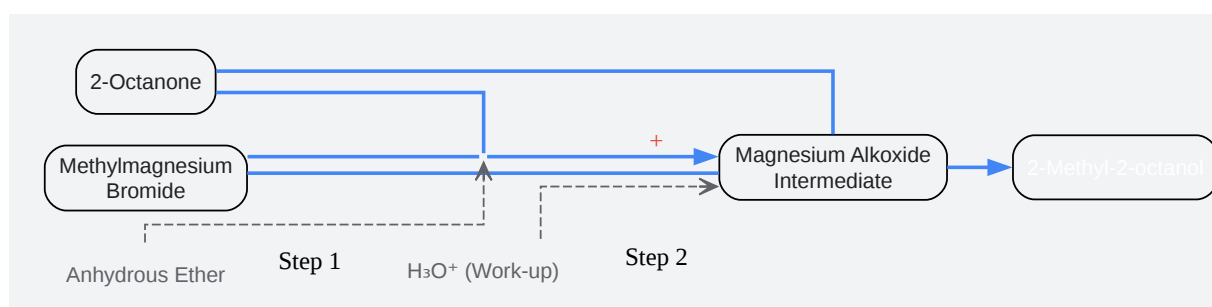 2-Octanone
+
Methylmagnesium
Bromide
Magnesium Alkoxide
Intermediate
2-Methyl-2-octanol
Anhydrous Ether
Step 1
H₃O⁺ (Work-up)
Step 2